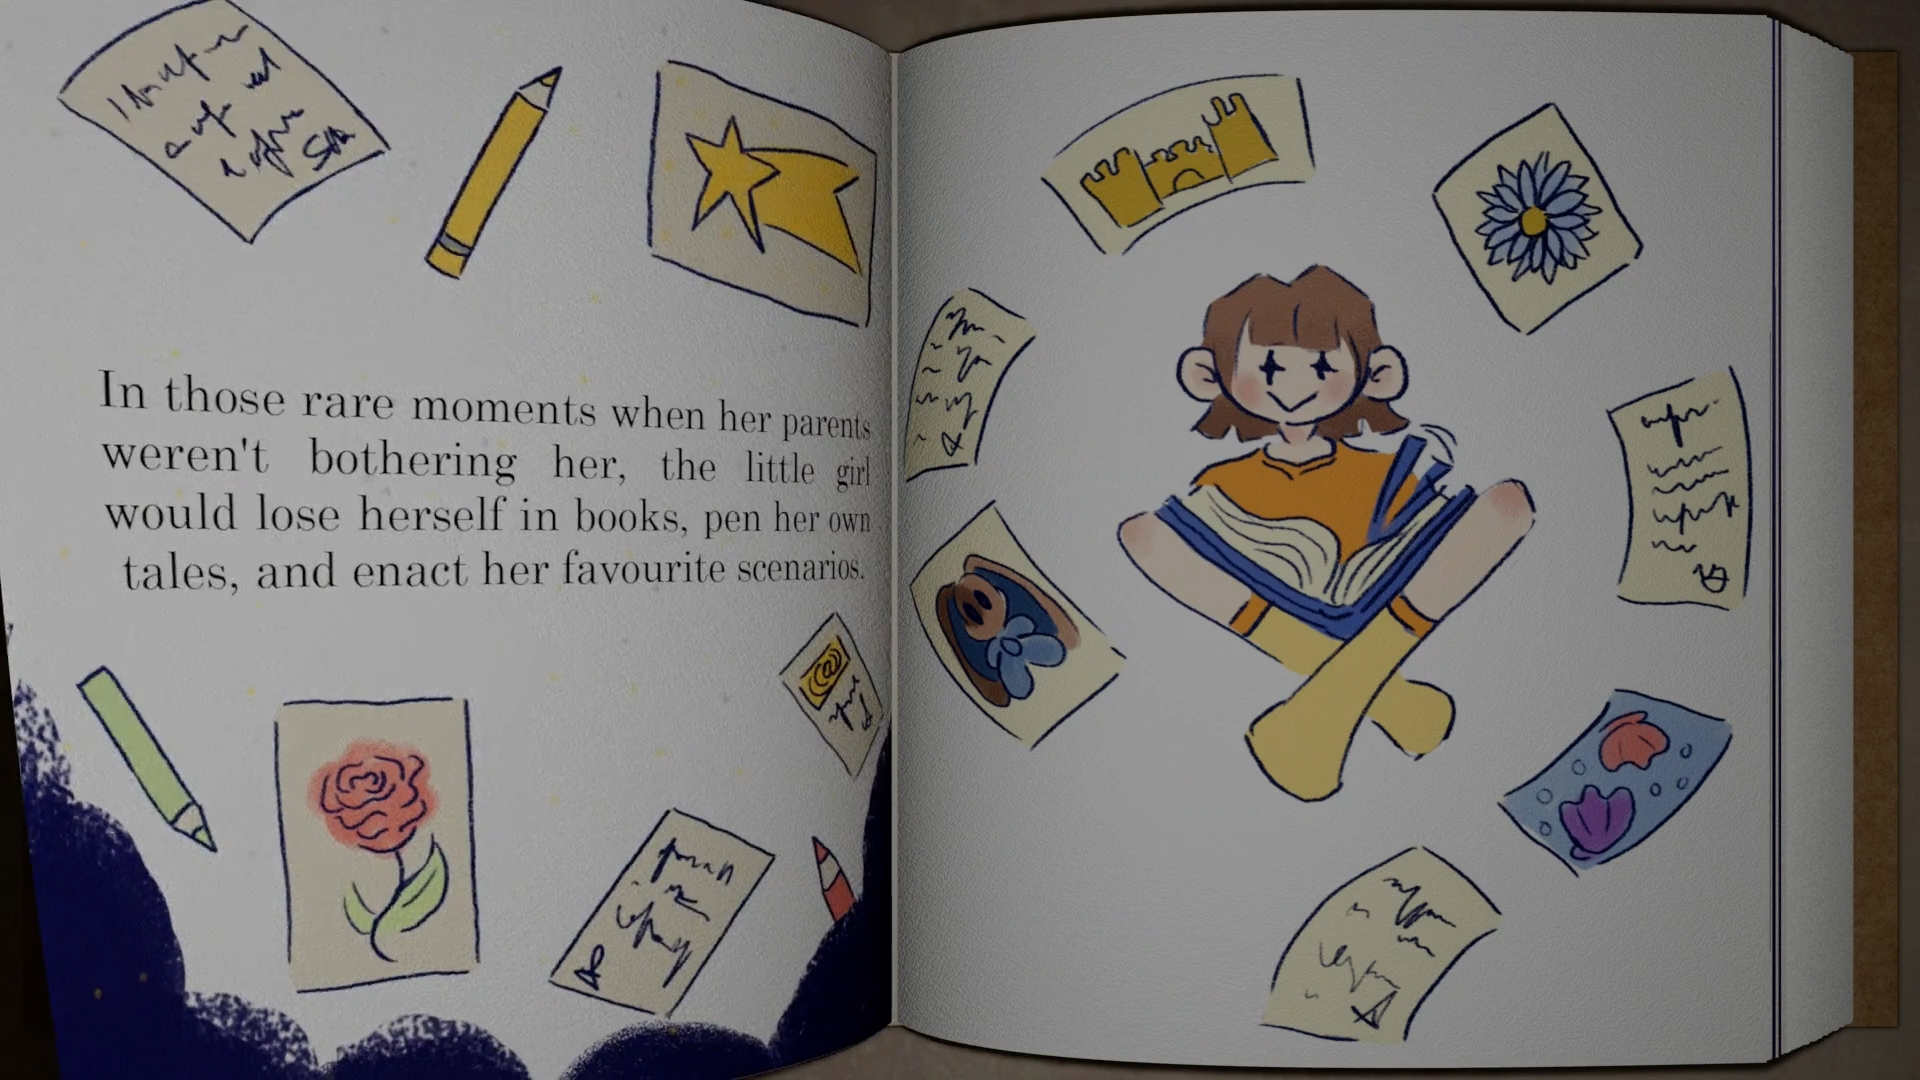 In those rare moments when her parents
weren't bothering her, the little girl
would lose herself in books, pen her own
tales, and enact her favourite scenarios.